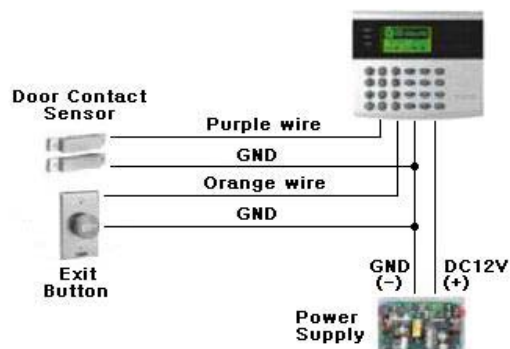 Door Contact
Sensor
Purple wire
GND
Orange wire
GND
Exit
Button
GND
(-)
DC12V
(+)
Power
Supply